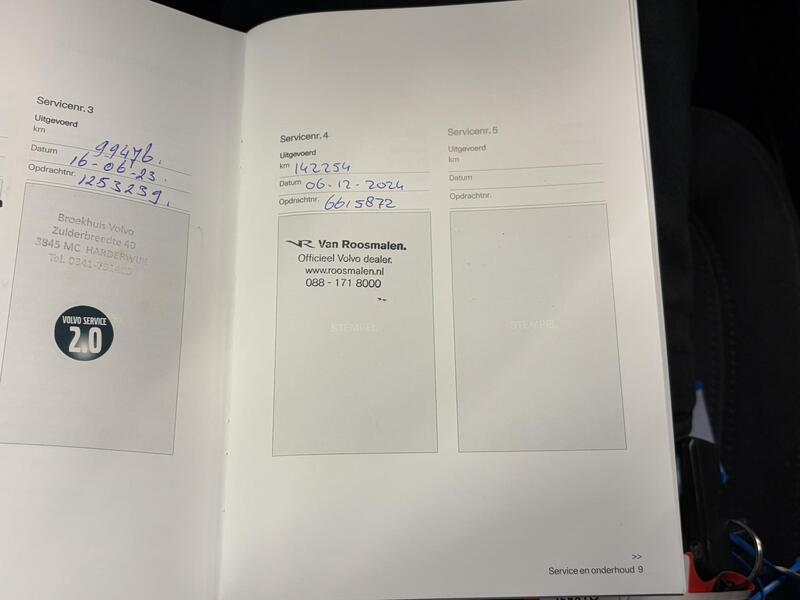 Servicenr. 3
Uitgevoerd
km 99476.
Datum 16-06-23.
Opdrachtnr. 1253239.
Broekhuis Volvo
Zuiderbreedte 40
3845 MC HARDERWIJK
Tel.
VOLVO SERVICE
2.0
Servicenr. 4
Uitgevoerd
km 142254
Datum 06-12-2024
Opdrachtnr. 6615872
VR Van Roosmalen.
Officieel Volvo dealer.
www.roosmalen.nl
088 - 171 8000
STEMPEL
Servicenr. 5
Uitgevoerd
km
Datum
Opdrachtnr.
STEMPEL
>>
Service en onderhoud 9